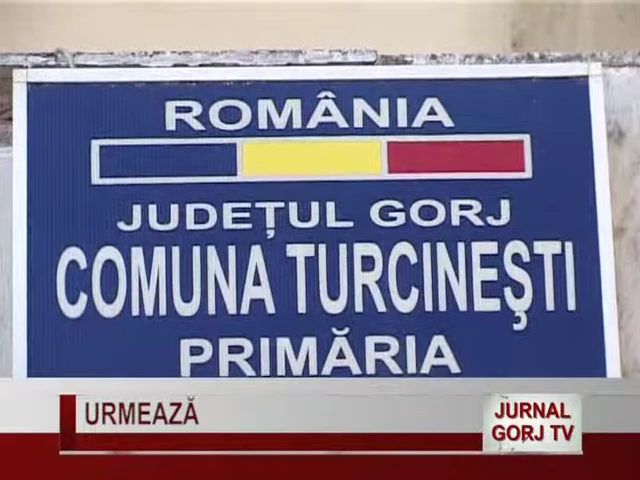 ROMÂNIA
JUDEȚUL GORJ
COMUNA TURCINEȘTI
PRIMĂRIA
URMEAZĂ
JURNAL
GORJ TV